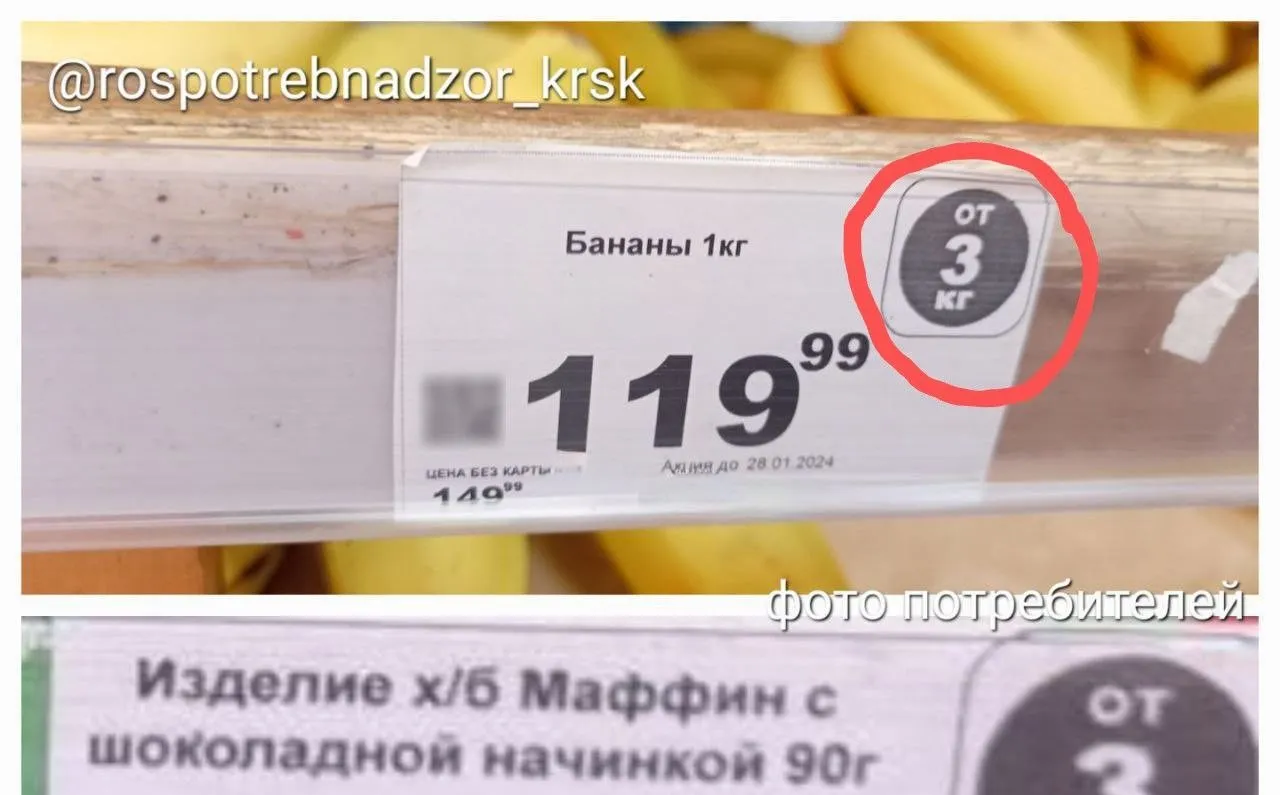 @rospotrebnadzor_krsk
от
3
кг
Бананы 1кг
119 99
ЦЕНА БЕЗ КАРТЫ
149 99
Акция до 28.01.2024
фото потребителей
Изделие х/б Маффин с
шоколадной начинкой 90г
от
3